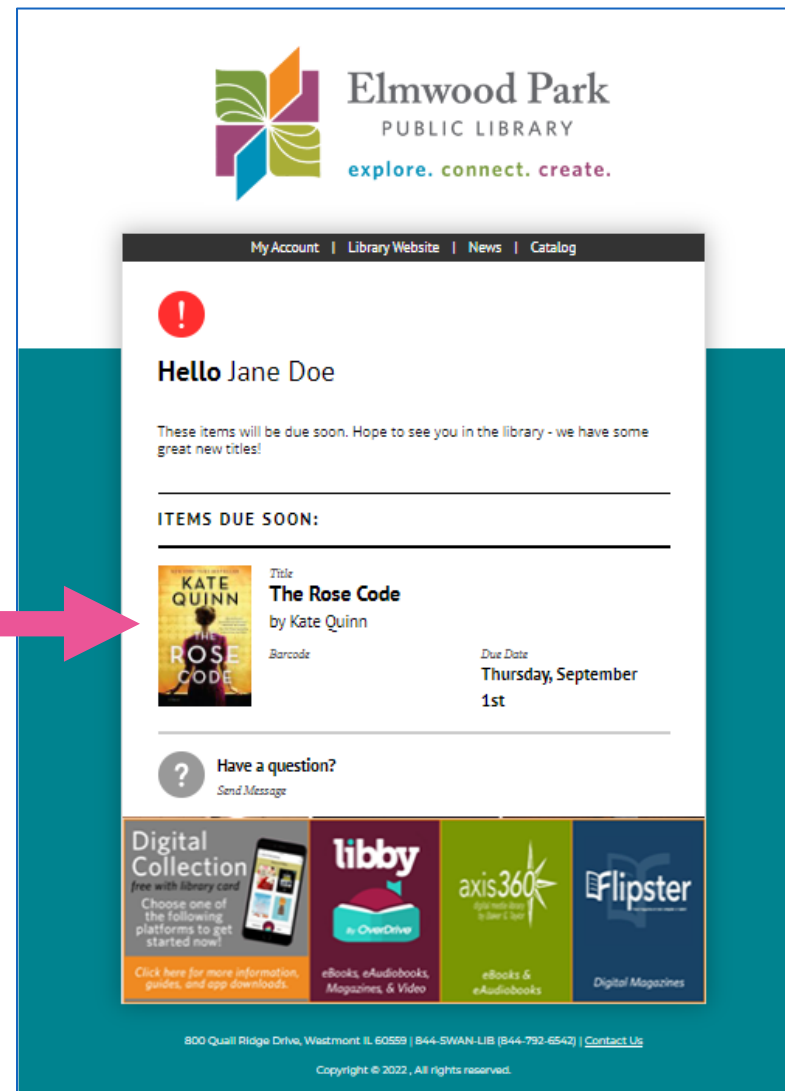 Elmwood Park
PUBLIC LIBRARY
explore. connect. create.
My Account | Library Website | News | Catalog
!
Hello Jane Doe
These items will be due soon. Hope to see you in the library - we have some
great new titles!
ITEMS DUE SOON:
KATE
QUINN
THE
ROSE
CODE
Title
The Rose Code
by Kate Quinn
Barcode
Due Date
Thursday, September
1st
?
Have a question?
Send Message
Digital
Collection
free with library card
Choose one of
the following
platforms to get
started now!
Click here for more information,
guides, and app downloads.
libby
By OverDrive
eBooks, eAudiobooks,
Magazines, & Video
axis360
digital media library
by Baker & Taylor
eBooks &
eAudiobooks
Flipster
Digital Magazines
800 Quail Ridge Drive, Westmont IL 60559 | 844-SWAN-LIB (844-792-6542) | Contact Us
Copyright © 2022 , All rights reserved.